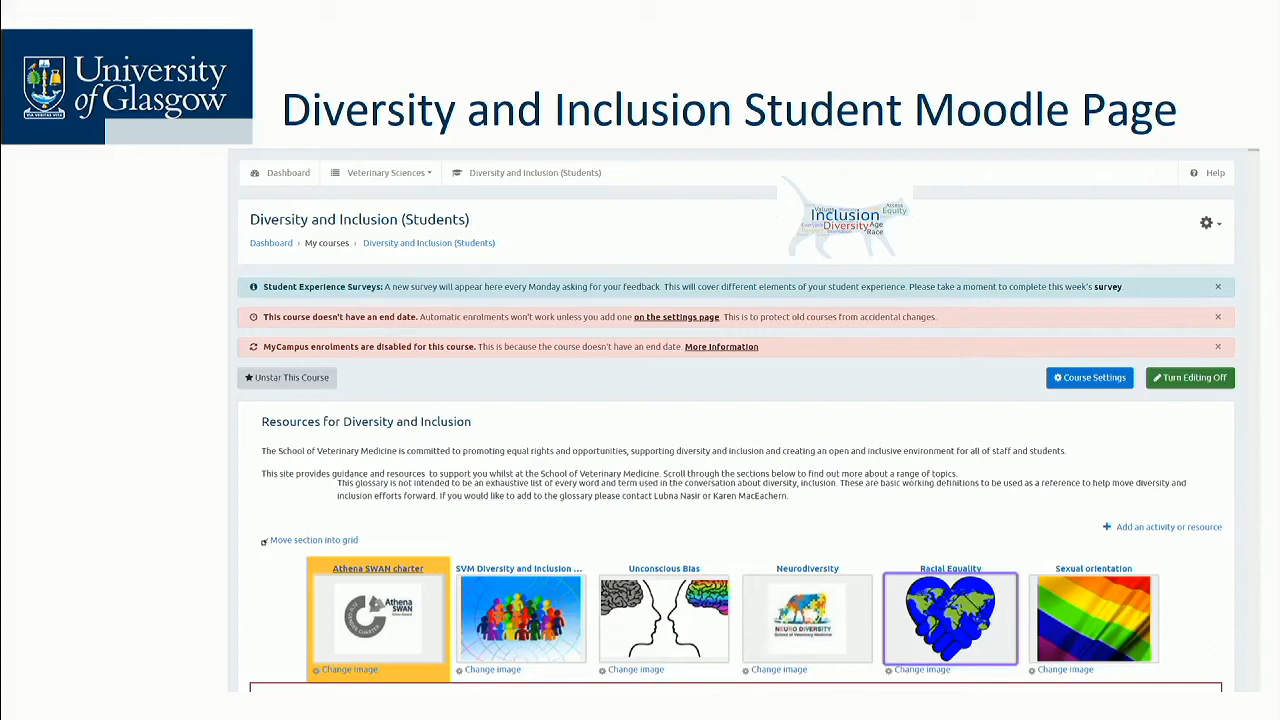 University
of Glasgow
VIA VERITAS VITA
Diversity and Inclusion Student Moodle Page
Dashboard
Veterinary Sciences
Diversity and Inclusion (Students)
Help
Diversity and Inclusion (Students)
Values
Access
Inclusion
Equity
Diversity
Age
Race
Dashboard › My courses › Diversity and Inclusion (Students)
Student Experience Surveys: A new survey will appear here every Monday asking for your feedback. This will cover different elements of your student experience. Please take a moment to complete this week's survey.
This course doesn't have an end date. Automatic enrolments won't work unless you add one on the settings page. This is to protect old courses from accidental changes.
MyCampus enrolments are disabled for this course. This is because the course doesn't have an end date. More Information
Unstar This Course
Course Settings
Turn Editing Off
Resources for Diversity and Inclusion
The School of Veterinary Medicine is committed to promoting equal rights and opportunities, supporting diversity and inclusion and creating an open and inclusive environment for all of staff and students.
This site provides guidance and resources to support you whilst at the School of Veterinary Medicine. Scroll through the sections below to find out more about a range of topics.
This glossary is not intended to be an exhaustive list of every word and term used in the conversation about diversity, inclusion. These are basic working definitions to be used as a reference to help move diversity and
inclusion efforts forward. If you would like to add to the glossary please contact Lubna Nasir or Karen MacEachern.
Add an activity or resource
Move section into grid
Athena SWAN charter
SVM Diversity and Inclusion ...
Unconscious Bias
Neurodiversity
Racial Equality
Sexual orientation
Athena
SWAN
NEURO DIVERSITY
School of Veterinary Medicine
Change image
Change image
Change image
Change image
Change image
Change image